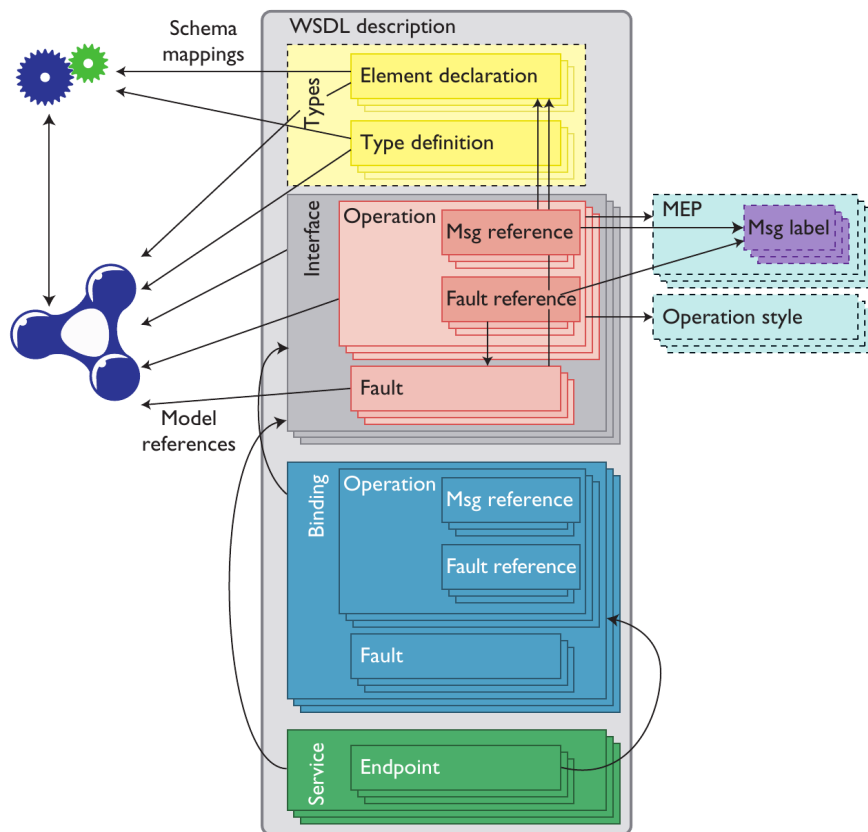 WSDL description
Schema
mappings
Types
Element declaration
Type definition
Interface
Operation
Msg reference
Fault reference
Fault
MEP
Msg label
Operation style
Model
references
Binding
Operation
Msg reference
Fault reference
Fault
Service
Endpoint